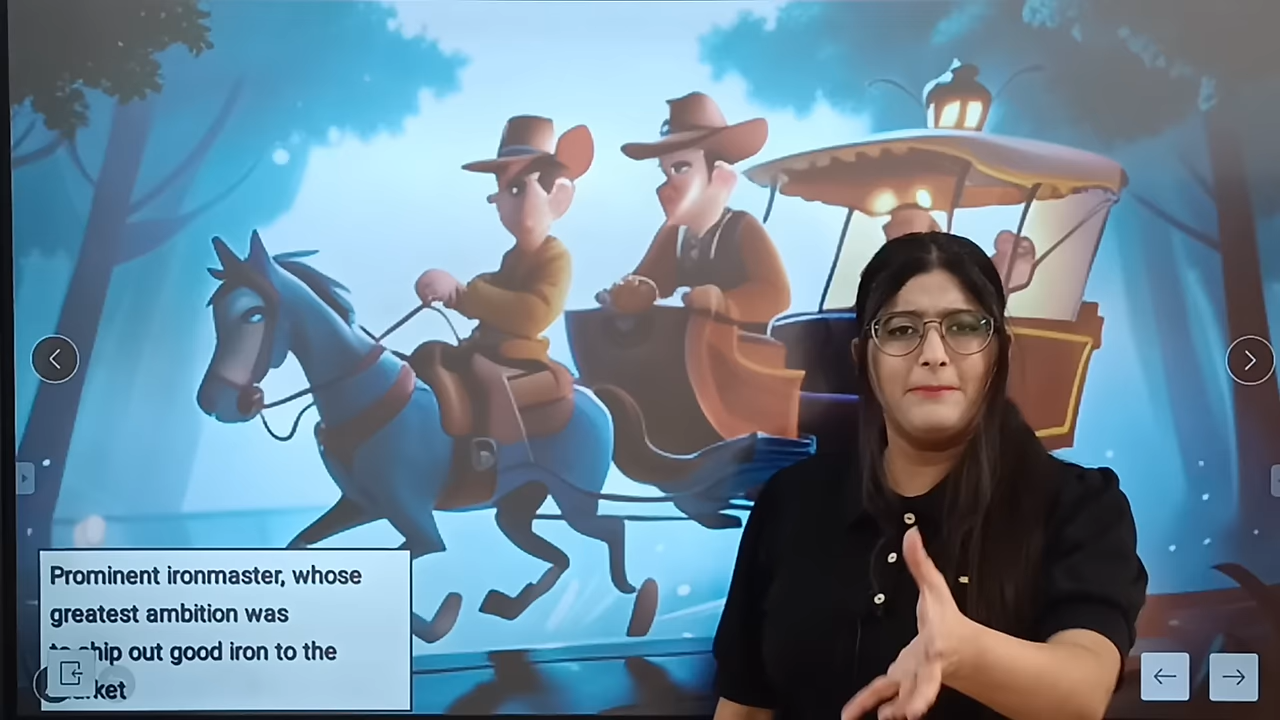 Prominent ironmaster, whose
greatest ambition was
ship out good iron to the